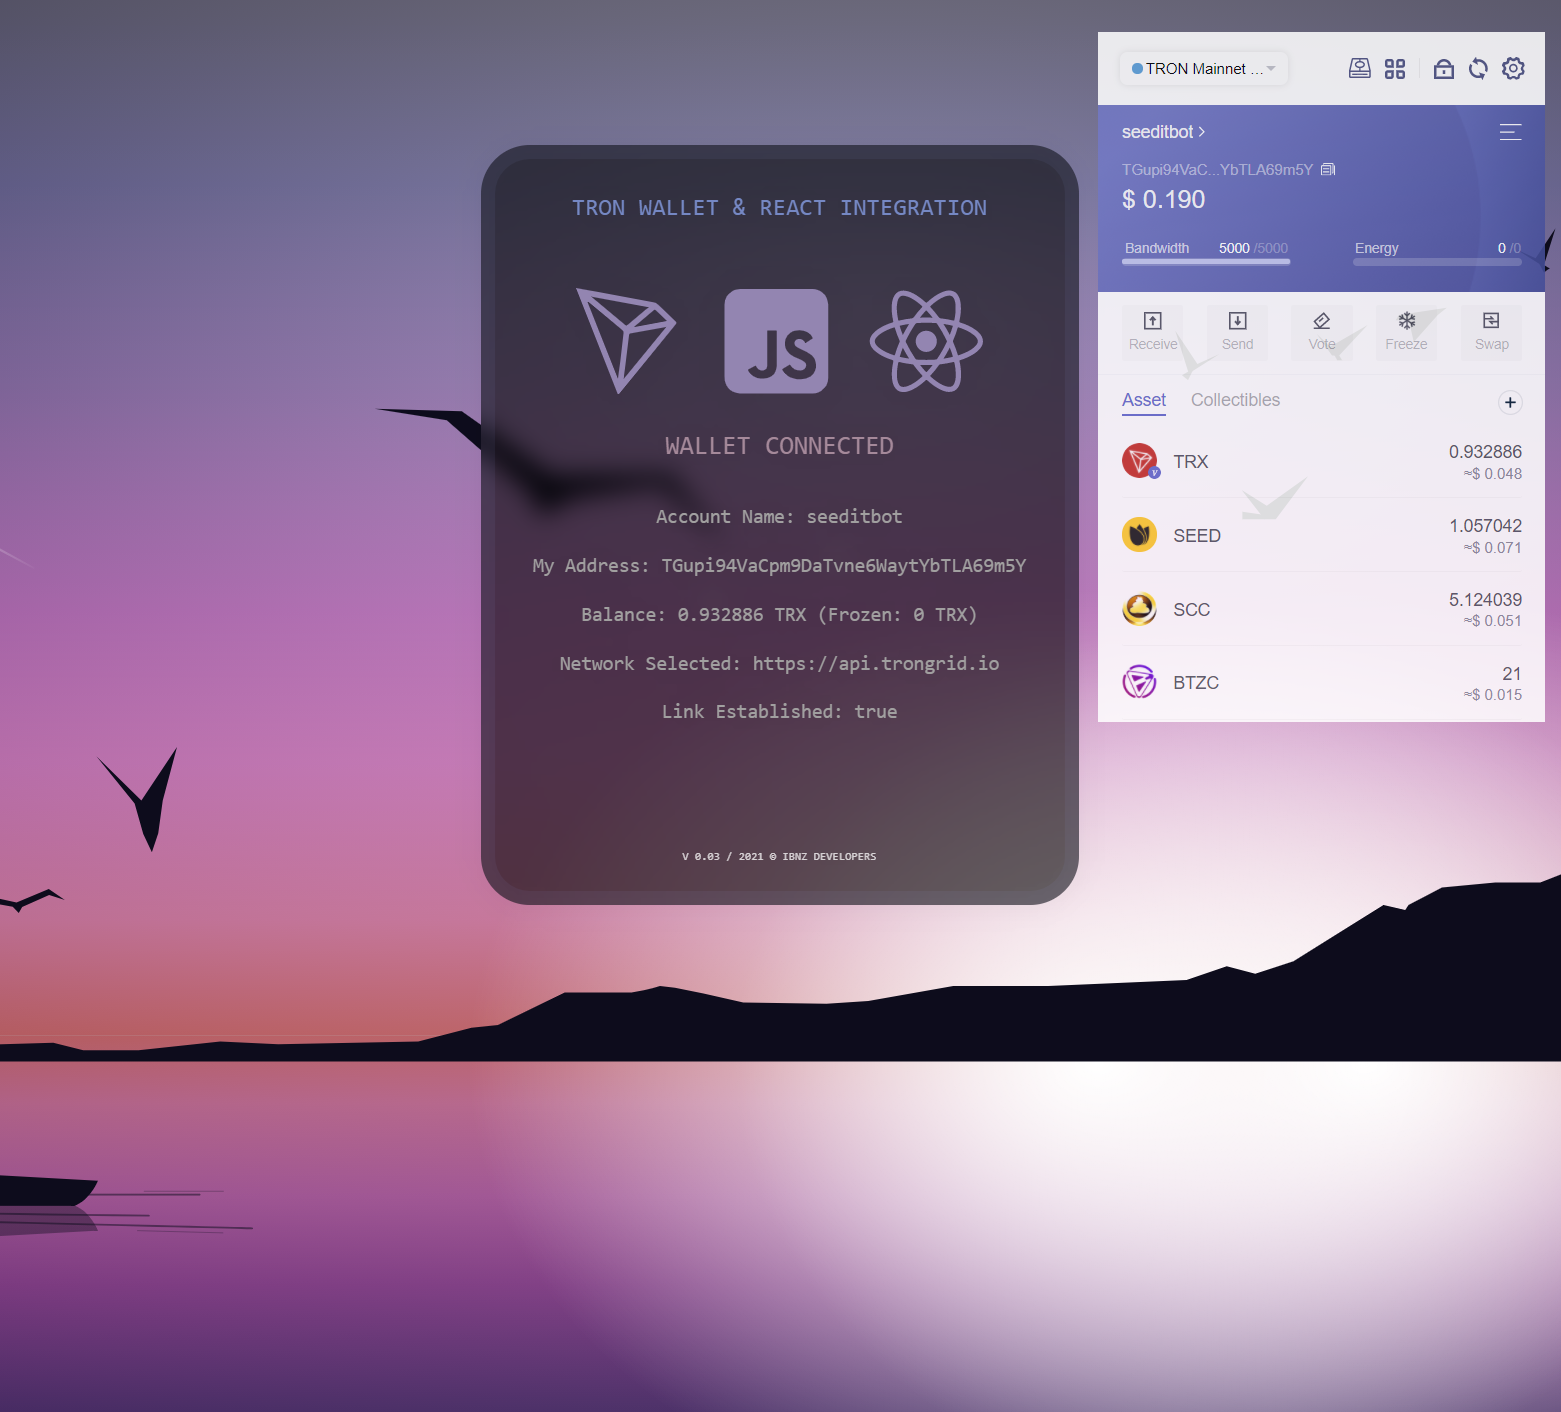 TRON WALLET & REACT INTEGRATION
JS
WALLET CONNECTED
Account Name: seeditbot
My Address: TGupi94VaCpm9DaTvne6WaytYbTLA69m5Y
Balance: 0.932886 TRX (Frozen: 0 TRX)
Network Selected: https://api.trongrid.io
Link Established: true
V 0.03 / 2021 © IBNZ DEVELOPERS
TRON Mainnet ...
seeditbot >
TGupi94VaC...YbTLA69m5Y
$ 0.190
Bandwidth 5000 /5000 Energy 0 /0
Receive Send Vote Freeze Swap
Asset Collectibles
TRX 0.932886
≈$ 0.048
SEED 1.057042
≈$ 0.071
SCC 5.124039
≈$ 0.051
BTZC 21
≈$ 0.015